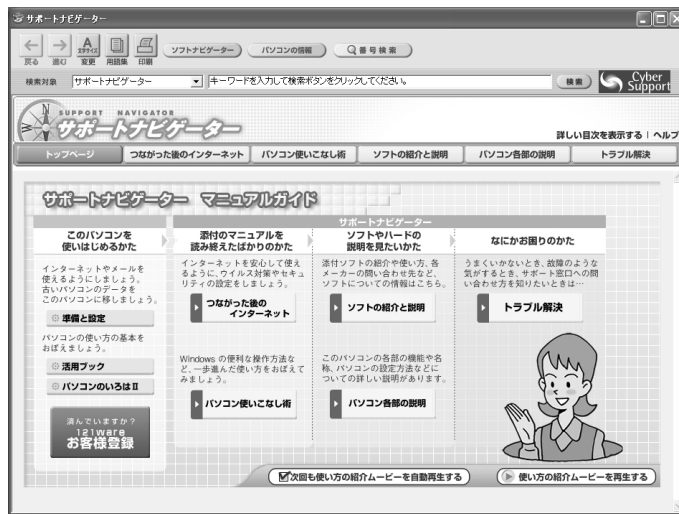 サポートナビゲーター
戻る 進む 変更 用語集 印刷
ソフトナビゲーター パソコンの情報 番号検索
検索対象 サポートナビゲーター キーワードを入力して検索ボタンをクリックしてください。 検索 Cyber Support
SUPPORT NAVIGATOR
サポートナビゲーター
詳しい目次を表示する | ヘルプ
トップページ つながった後のインターネット パソコン使いこなし術 ソフトの紹介と説明 パソコン各部の説明 トラブル解決
サポートナビゲーター マニュアルガイド
サポートナビゲーター
このパソコンを
使いはじめるかた
インターネットやメールを
使えるようにしましょう。
古いパソコンのデータを
このパソコンに移しましょう。
準備と設定
パソコンの使い方の基本を
おぼえましょう。
活用ブック
パソコンのいろはⅡ
済んでいますか?
121ware
お客様登録
添付のマニュアルを
読み終えたばかりのかた
インターネットを安心して使え
るように、ウイルス対策やセキュ
リティの設定をしましょう。
つながった後の
インターネット
Windows の便利な操作方法な
ど、一歩進んだ使い方をおぼえて
みましょう。
パソコン使いこなし術
ソフトやハードの
説明を見たいかた
添付ソフトの紹介や使い方、各
メーカーの問い合わせ先など、
ソフトについての情報はこちら。
ソフトの紹介と説明
このパソコンの各部の機能や名
称、パソコンの設定方法などに
ついての詳しい説明があります。
パソコン各部の説明
なにかお困りのかた
うまくいかないとき、故障のような
気がするとき、サポート窓口への問
い合わせ方を知りたいときは…
トラブル解決
次回も使い方の紹介ムービーを自動再生する
使い方の紹介ムービーを再生する